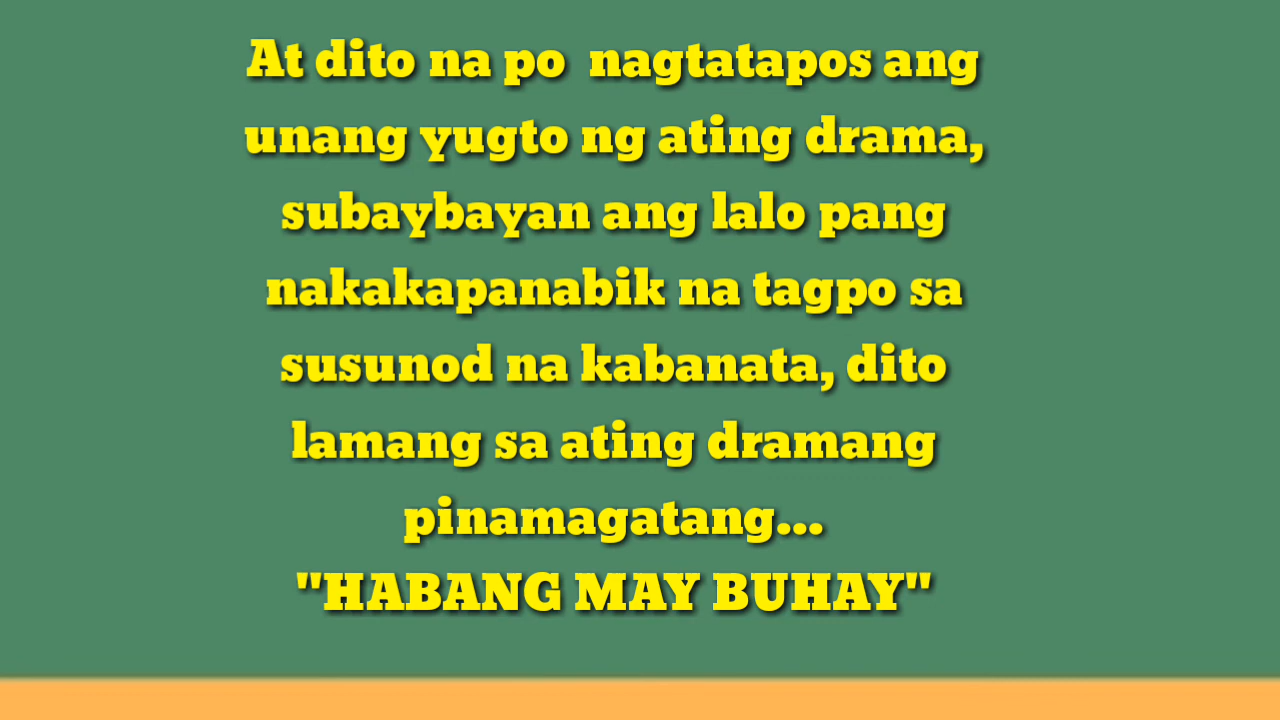 At dito na po  nagtatapos ang
unang yugto ng ating drama,
subaybayan ang lalo pang
nakakapanabik na tagpo sa
susunod na kabanata, dito
lamang sa ating dramang
pinamagatang...
"HABANG MAY BUHAY"